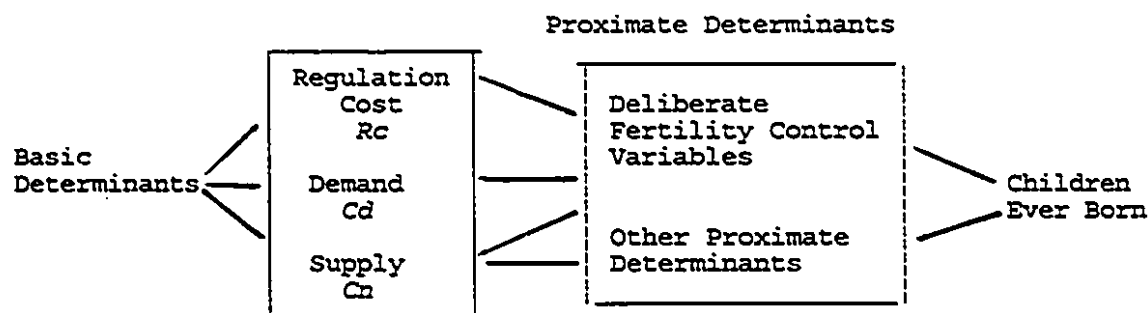 Proximate Determinants
Basic
Determinants
Regulation
Cost
Rc
Demand
Cd
Supply
Cn
Deliberate
Fertility Control
Variables
Other Proximate
Determinants
Children
Ever Born